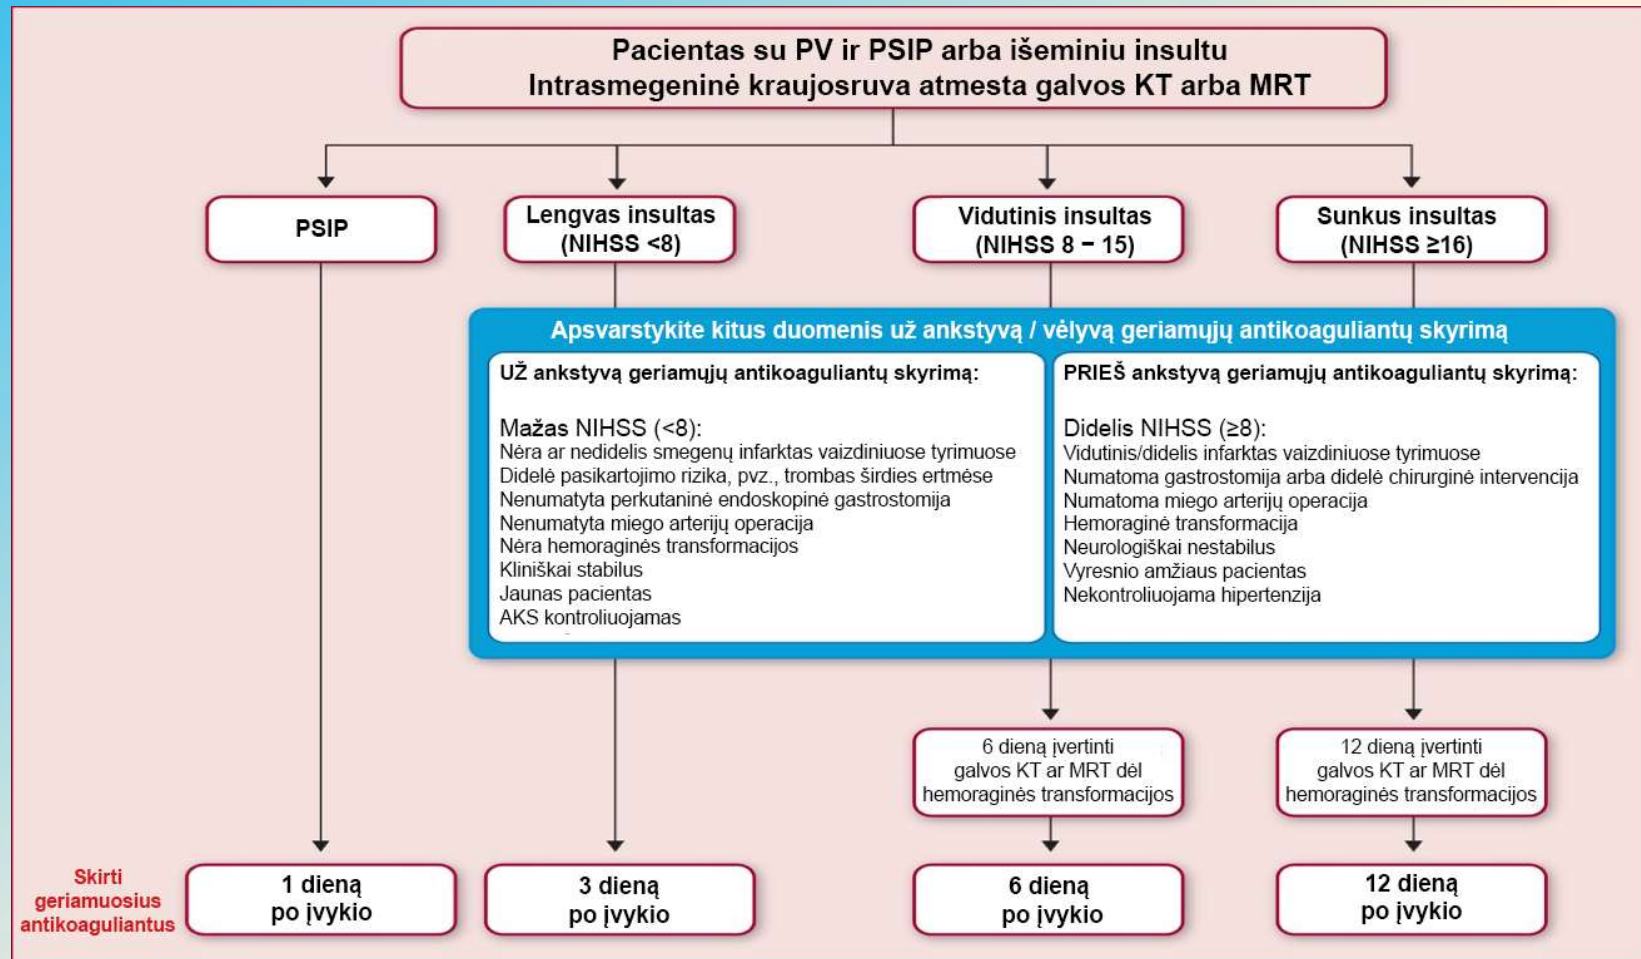 Pacientas su PV ir PSIP arba išeminiu insultu
Intrasmegeninė kraujosruva atmesta galvos KT arba MRT
PSIP
Lengvas insultas
(NIHSS <8)
Vidutinis insultas
(NIHSS 8 – 15)
Sunkus insultas
(NIHSS ≥16)
Apsvarstykite kitus duomenis už ankstyvą / vėlyvą geriamųjų antikoaguliantų skyrimą
UŽ ankstyvą geriamųjų antikoaguliantų skyrimą:
Mažas NIHSS (<8):
Nėra ar nedidelis smegenų infarktas vaizdiniuose tyrimuose
Didelė pasikartojimo rizika, pvz., trombas širdies ertmėse
Nenumatyta perkutaninė endoskopinė gastrostomija
Nenumatyta miego arterijų operacija
Nėra hemoraginės transformacijos
Kliniškai stabilus
Jaunas pacientas
AKS kontroliuojamas
PRIEŠ ankstyvą geriamųjų antikoaguliantų skyrimą:
Didelis NIHSS (≥8):
Vidutinis/didelis infarktas vaizdiniuose tyrimuose
Numatoma gastrostomija arba didelė chirurginė intervencija
Numatoma miego arterijų operacija
Hemoraginė transformacija
Neurologiškai nestabilus
Vyresnio amžiaus pacientas
Nekontroliuojama hipertenzija
6 dieną įvertinti
galvos KT ar MRT dėl
hemoraginės transformacijos
12 dieną įvertinti
galvos KT ar MRT dėl
hemoraginės transformacijos
Skirti
geriamuosius
antikoaguliantus
1 dieną
po įvykio
3 dieną
po įvykio
6 dieną
po įvykio
12 dieną
po įvykio